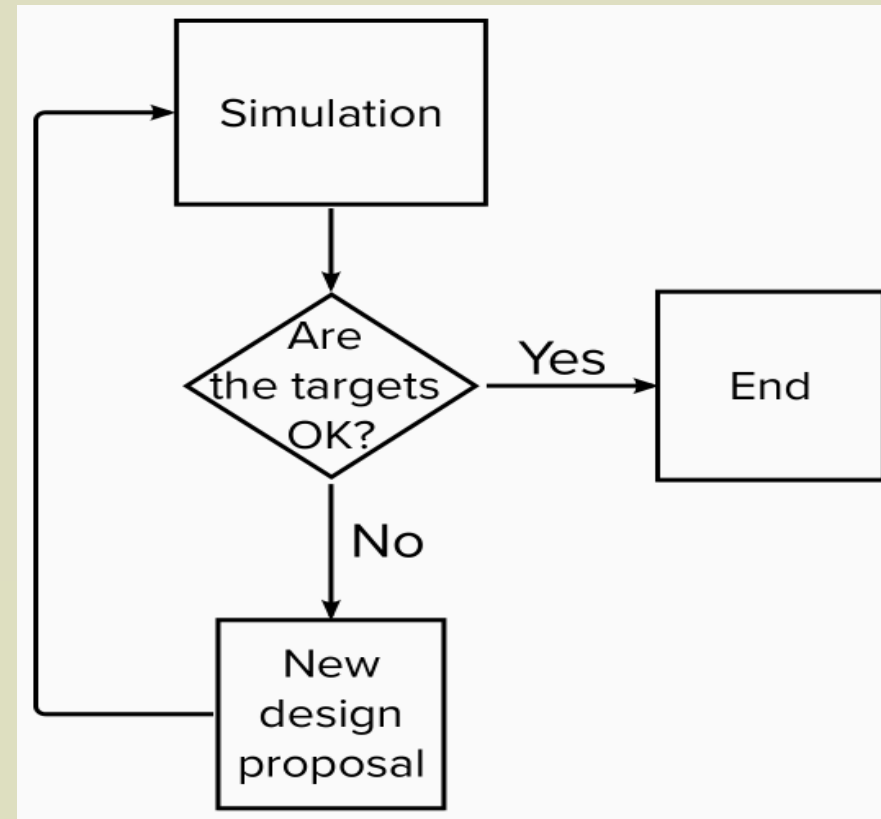 Simulation
Are
the targets
OK?
Yes
End
No
New
design
proposal